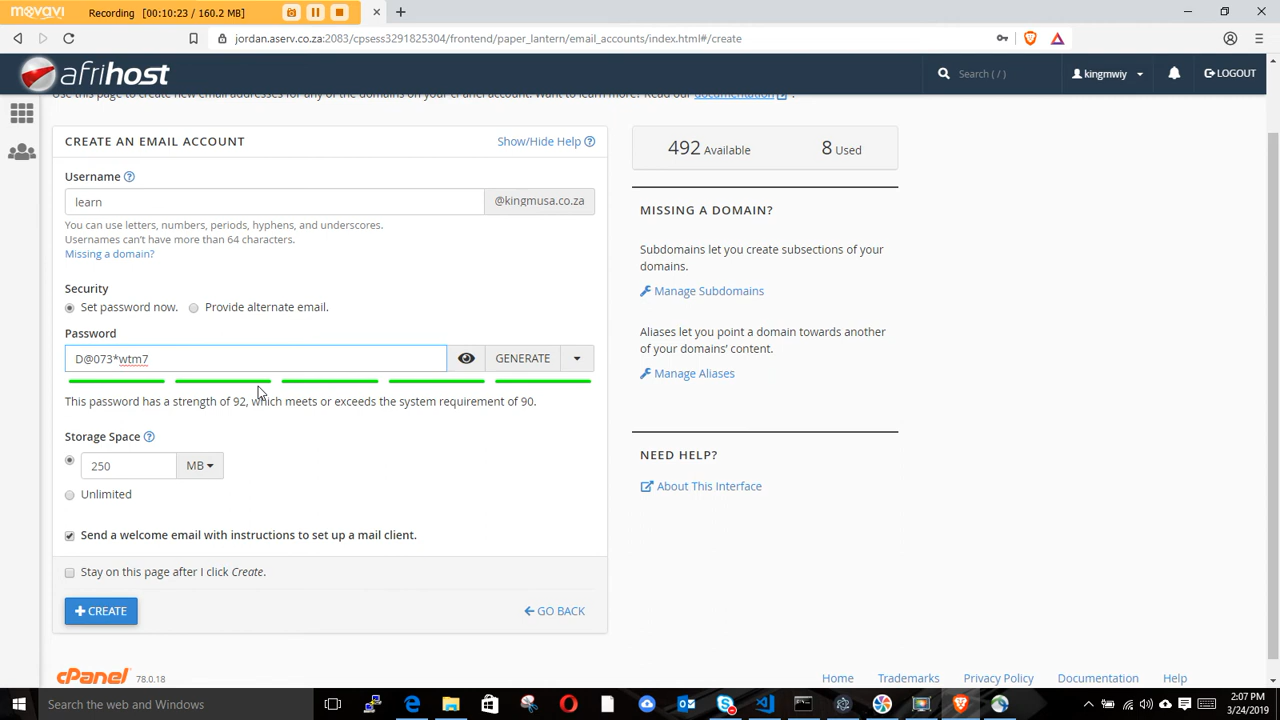 movavi
Recording [00:10:23 / 160.2 MB]
jordan.aserv.co.za:2083/cpsess3291825304/frontend/paper_lantern/email_accounts/index.html#/create
afrihost
Search ( / )
kingmwiy
LOGOUT
Use this page to create new email addresses for any of the domains on your cPanel account. Want to learn more? Read our documentation .
CREATE AN EMAIL ACCOUNT
Show/Hide Help
Username
learn
@kingmusa.co.za
You can use letters, numbers, periods, hyphens, and underscores.
Usernames can't have more than 64 characters.
Missing a domain?
Security
Set password now.
Provide alternate email.
Password
D@073*wtm7
GENERATE
This password has a strength of 92, which meets or exceeds the system requirement of 90.
Storage Space
250
MB
Unlimited
Send a welcome email with instructions to set up a mail client.
Stay on this page after I click Create.
CREATE
GO BACK
492 Available
8 Used
MISSING A DOMAIN?
Subdomains let you create subsections of your
domains.
Manage Subdomains
Aliases let you point a domain towards another
of your domains' content.
Manage Aliases
NEED HELP?
About This Interface
cPanel
78.0.18
Home
Trademarks
Privacy Policy
Documentation
Help
Search the web and Windows
2:07 PM
3/24/2019